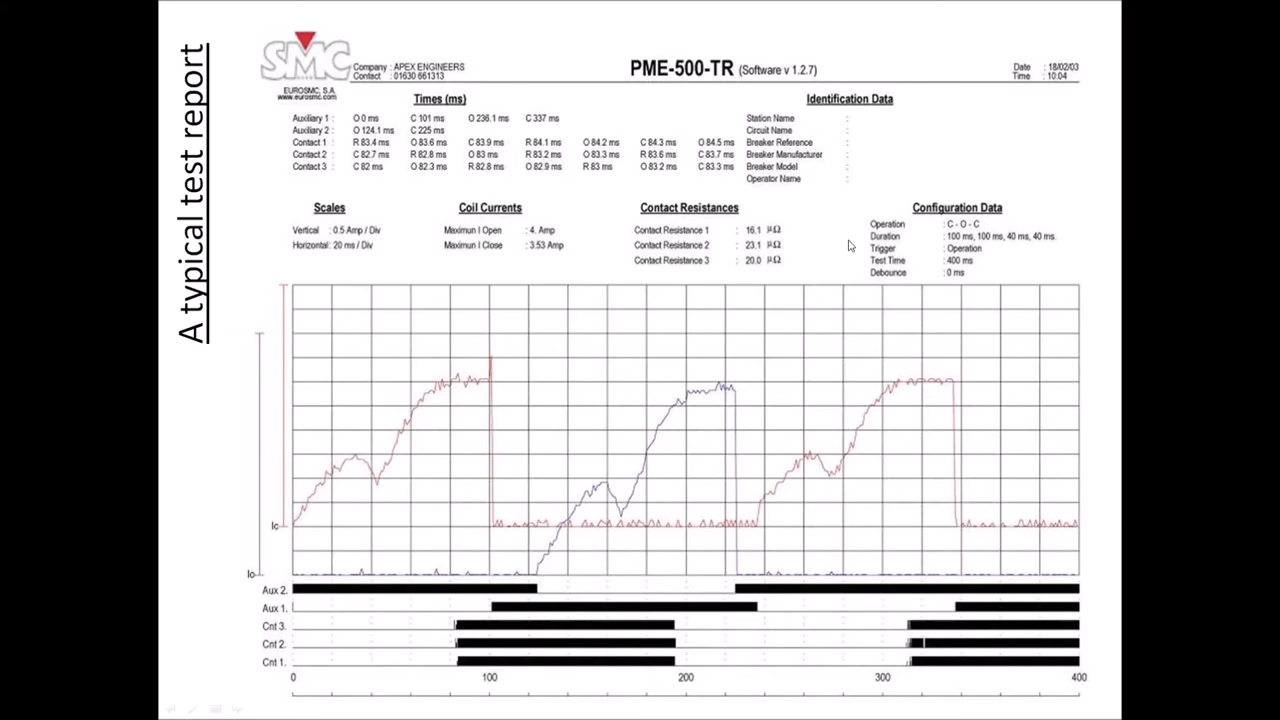 A typical test report
SMC
EUROSMC, S.A.
www.eurosmc.com
Company : APEX ENGINEERS
Contact : 01630 661313
PME-500-TR (Software v 1.2.7)
Date : 18/02/03
Time : 10:04
Times (ms)
Auxiliary 1 : O 0 ms C 101 ms O 236.1 ms C 337 ms
Auxiliary 2 : O 124.1 ms C 225 ms
Contact 1 : R 83.4 ms O 83.6 ms C 83.9 ms R 84.1 ms O 84.2 ms C 84.3 ms O 84.5 ms
Contact 2 : C 82.7 ms R 82.8 ms O 83 ms R 83.2 ms O 83.3 ms R 83.6 ms C 83.7 ms
Contact 3 : C 82 ms O 82.3 ms R 82.8 ms O 82.9 ms R 83 ms O 83.2 ms C 83.3 ms
Identification Data
Station Name :
Circuit Name :
Breaker Reference :
Breaker Manufacturer :
Breaker Model :
Operator Name :
Scales
Vertical : 0.5 Amp / Div
Horizontal : 20 ms / Div
Coil Currents
Maximun I Open : 4. Amp
Maximun I Close : 3.53 Amp
Contact Resistances
Contact Resistance 1 : 16.1 μΩ
Contact Resistance 2 : 23.1 μΩ
Contact Resistance 3 : 20.0 μΩ
Configuration Data
Operation : C - O - C
Duration : 100 ms, 100 ms, 40 ms, 40 ms.
Trigger : Operation
Test Time : 400 ms
Debounce : 0 ms
Ic
Io
Aux 2.
Aux 1.
Cnt 3.
Cnt 2.
Cnt 1.
0 100 200 300 400